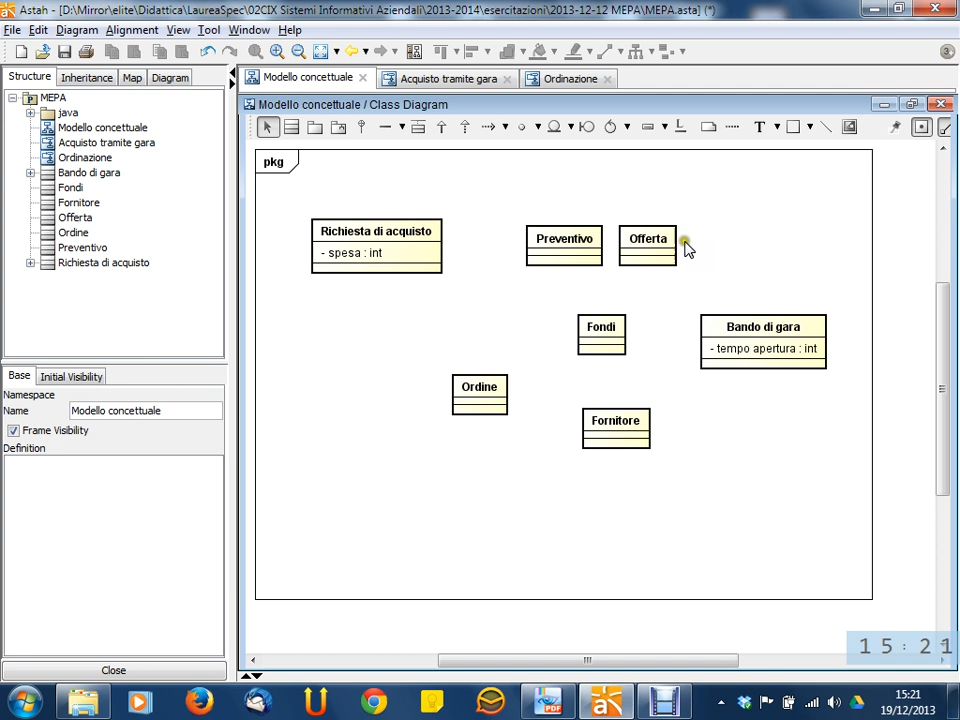 Astah - [D:\Mirror\elite\Didattica\LaureaSpec\02CIX Sistemi Informativi Aziendali\2013-2014\esercitazioni\2013-12-12 MEPA\MEPA.asta] (*)
File Edit Diagram Alignment View Tool Window Help
Structure Inheritance Map Diagram
MEPA
java
Modello concettuale
Acquisto tramite gara
Ordinazione
Bando di gara
Fondi
Fornitore
Offerta
Ordine
Preventivo
Richiesta di acquisto
Base Initial Visibility
Namespace
Name Modello concettuale
Frame Visibility
Definition
Close
Modello concettuale Acquisto tramite gara Ordinazione
Modello concettuale / Class Diagram
T
pkg
Richiesta di acquisto
- spesa : int
Preventivo
Offerta
Fondi
Bando di gara
- tempo apertura : int
Ordine
Fornitore
15:21
PDF
15:21
19/12/2013